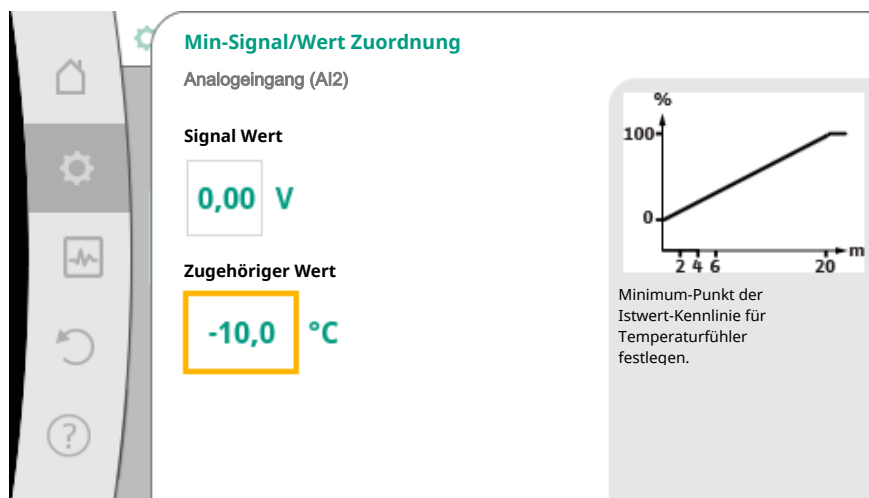 Min-Signal/Wert Zuordnung
Analogeingang (AI2)
Signal Wert
0,00 V
Zugehöriger Wert
-10,0 °C
%
100
0
2 4 6 20 m
Minimum-Punkt der
Istwert-Kennlinie für
Temperaturfühler
festlegen.
?